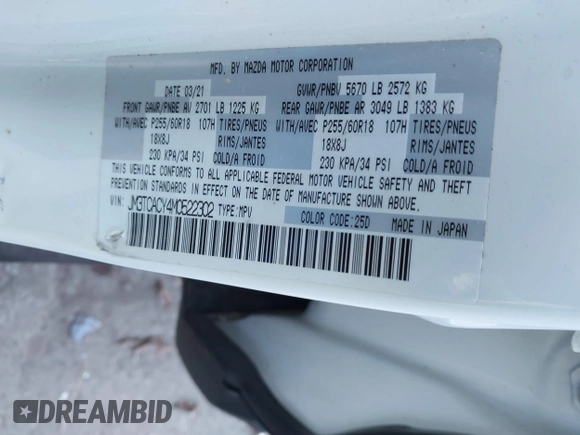 MFD. BY MAZDA MOTOR CORPORATION
DATE 03/21 GVWR/PNBV 5670 LB 2572 KG
FRONT GAWR/PNBE AV 2701 LB 1225 KG REAR GAWR/PNBE AR 3049 LB 1383 KG
WITH/AVEC P255/60R18 107H TIRES/PNEUS WITH/AVEC P255/60R18 107H TIRES/PNEUS
18X8J RIMS/JANTES 18X8J RIMS/JANTES
230 KPA/34 PSI COLD/A FROID 230 KPA/34 PSI COLD/A FROID
THIS VEHICLE CONFORMS TO ALL APPLICABLE FEDERAL MOTOR VEHICLE SAFETY AND THEFT
PREVENTION STANDARDS IN EFFECT ON THE DATE OF MANUFACTURE SHOWN ABOVE.
VIN: JM3TCACY4M0522302 TYPE:MPV COLOR CODE:25D MADE IN JAPAN
DREAMBID